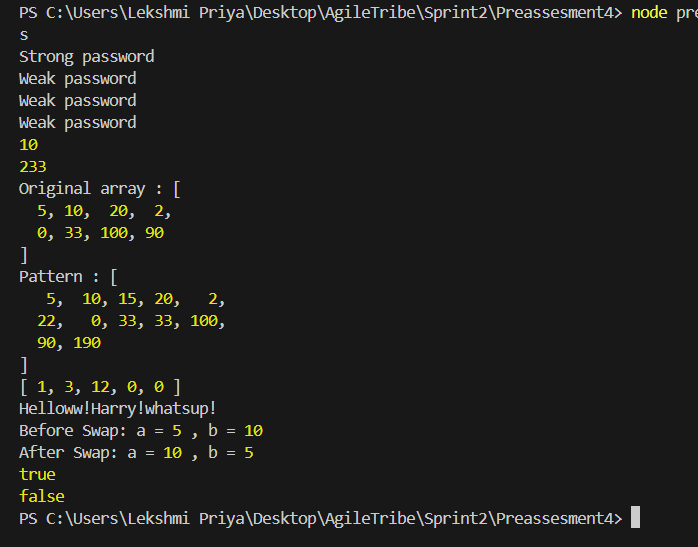 PS C:\Users\Lekshmi Priya\Desktop\AgileTribe\Sprint2\Preassesment4> node pre
s
Strong password
Weak password
Weak password
Weak password
10
233
Original array : [
  5, 10,  20,  2,
  0, 33, 100, 90
]
Pattern : [
   5,  10, 15, 20,   2,
  22,   0, 33, 33, 100,
  90, 190
]
[ 1, 3, 12, 0, 0 ]
Helloww!Harry!whatsup!
Before Swap: a = 5 , b = 10
After Swap: a = 10 , b = 5
true
false
PS C:\Users\Lekshmi Priya\Desktop\AgileTribe\Sprint2\Preassesment4>